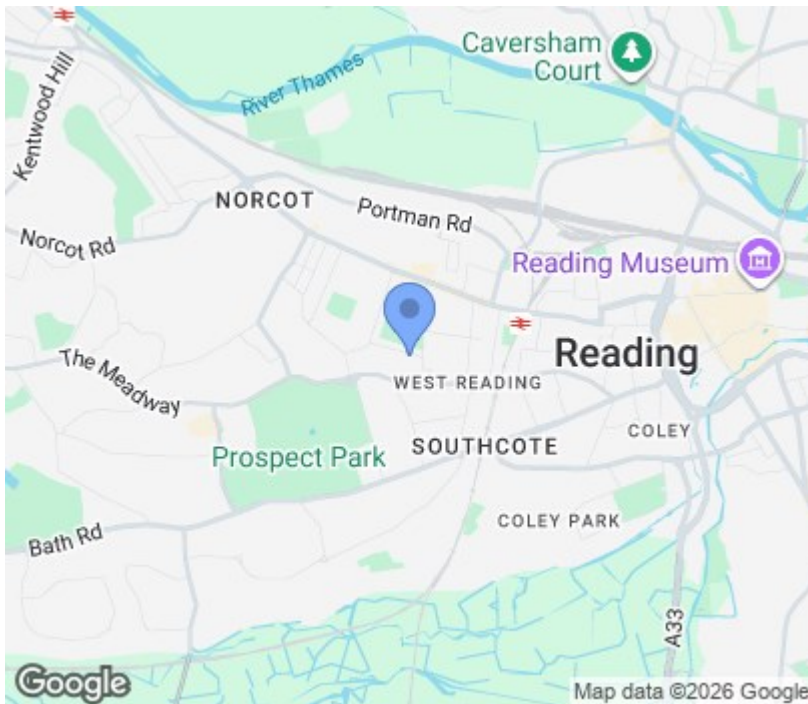 Caversham
Court
River Thames
Kentwood Hill
NORCOT
Portman Rd
Norcot Rd
Reading Museum
Reading
The Meadway
WEST READING
COLEY
SOUTHCOTE
Prospect Park
COLEY PARK
Bath Rd
A33
Google
Map data ©2026 Google